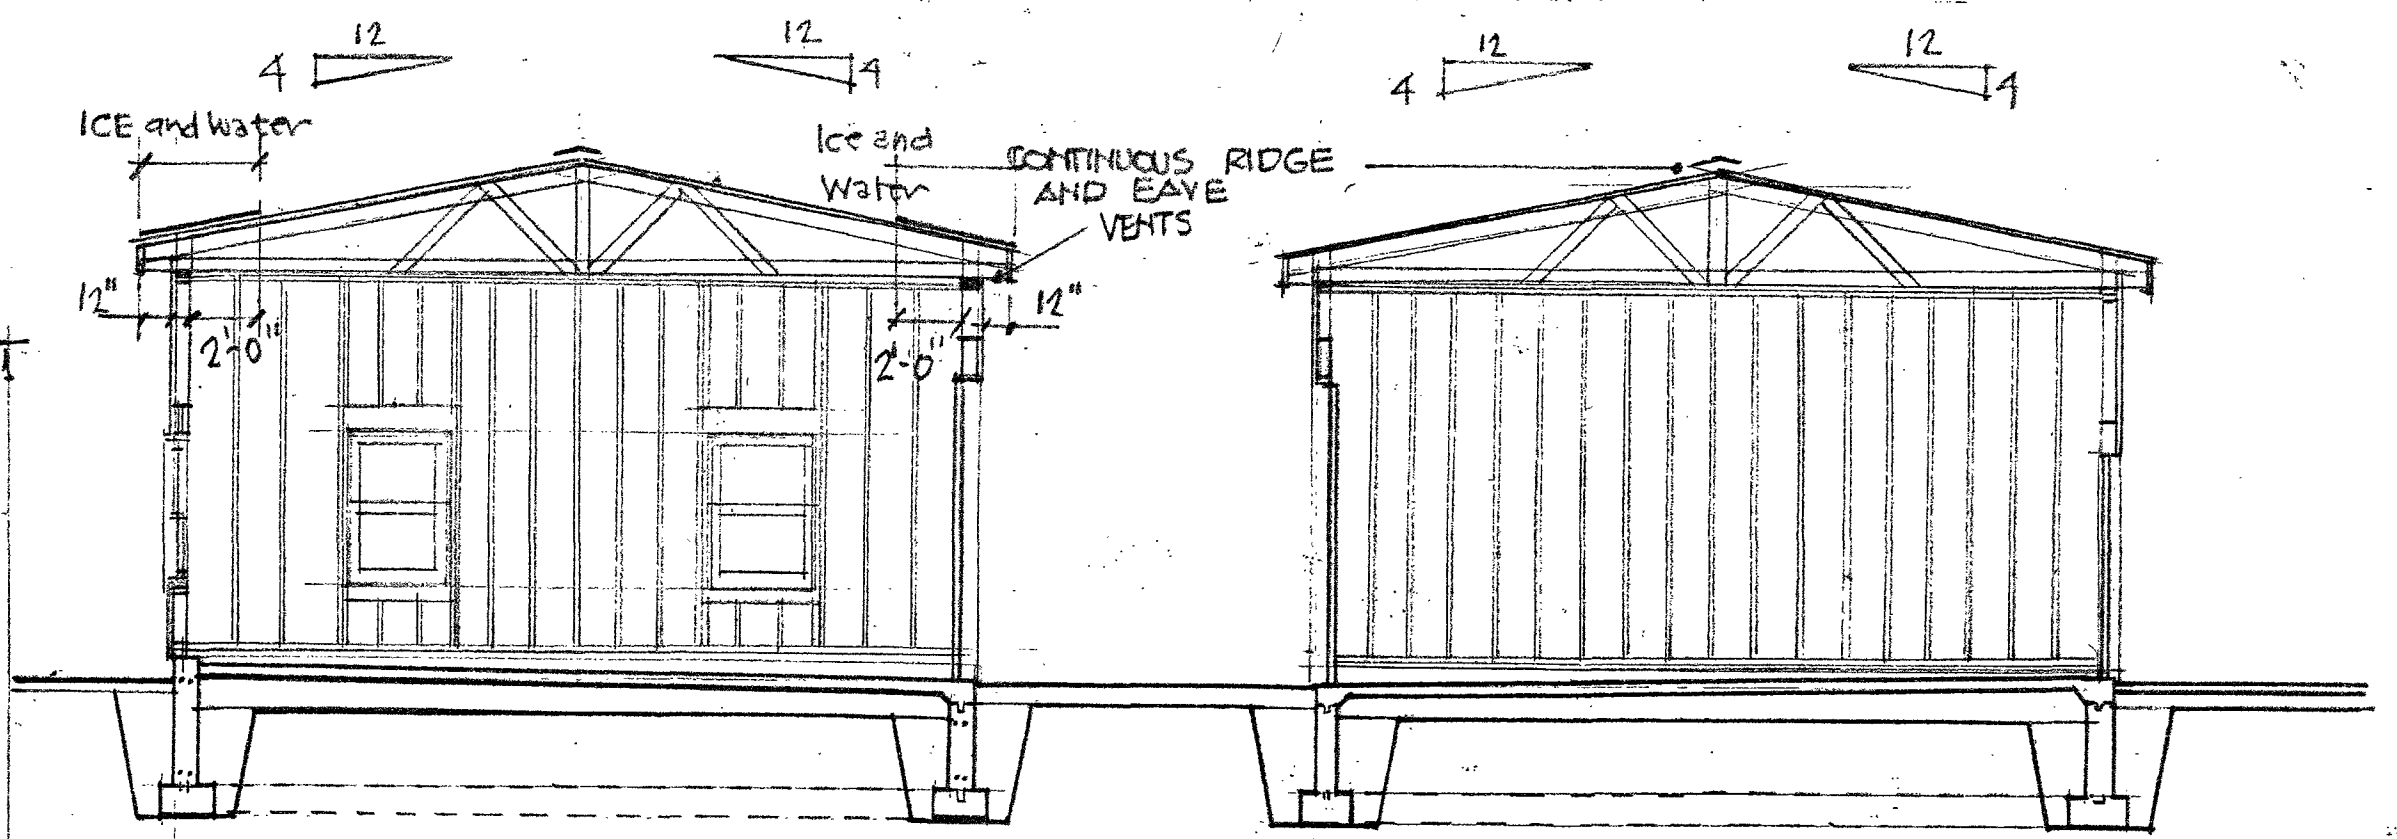 12
4
12
4
12
4
12
4
ICE and water
Ice and
Water
CONTINUOUS RIDGE
AND EAVE
VENTS
12"
2'-0"
2'-0"
12"